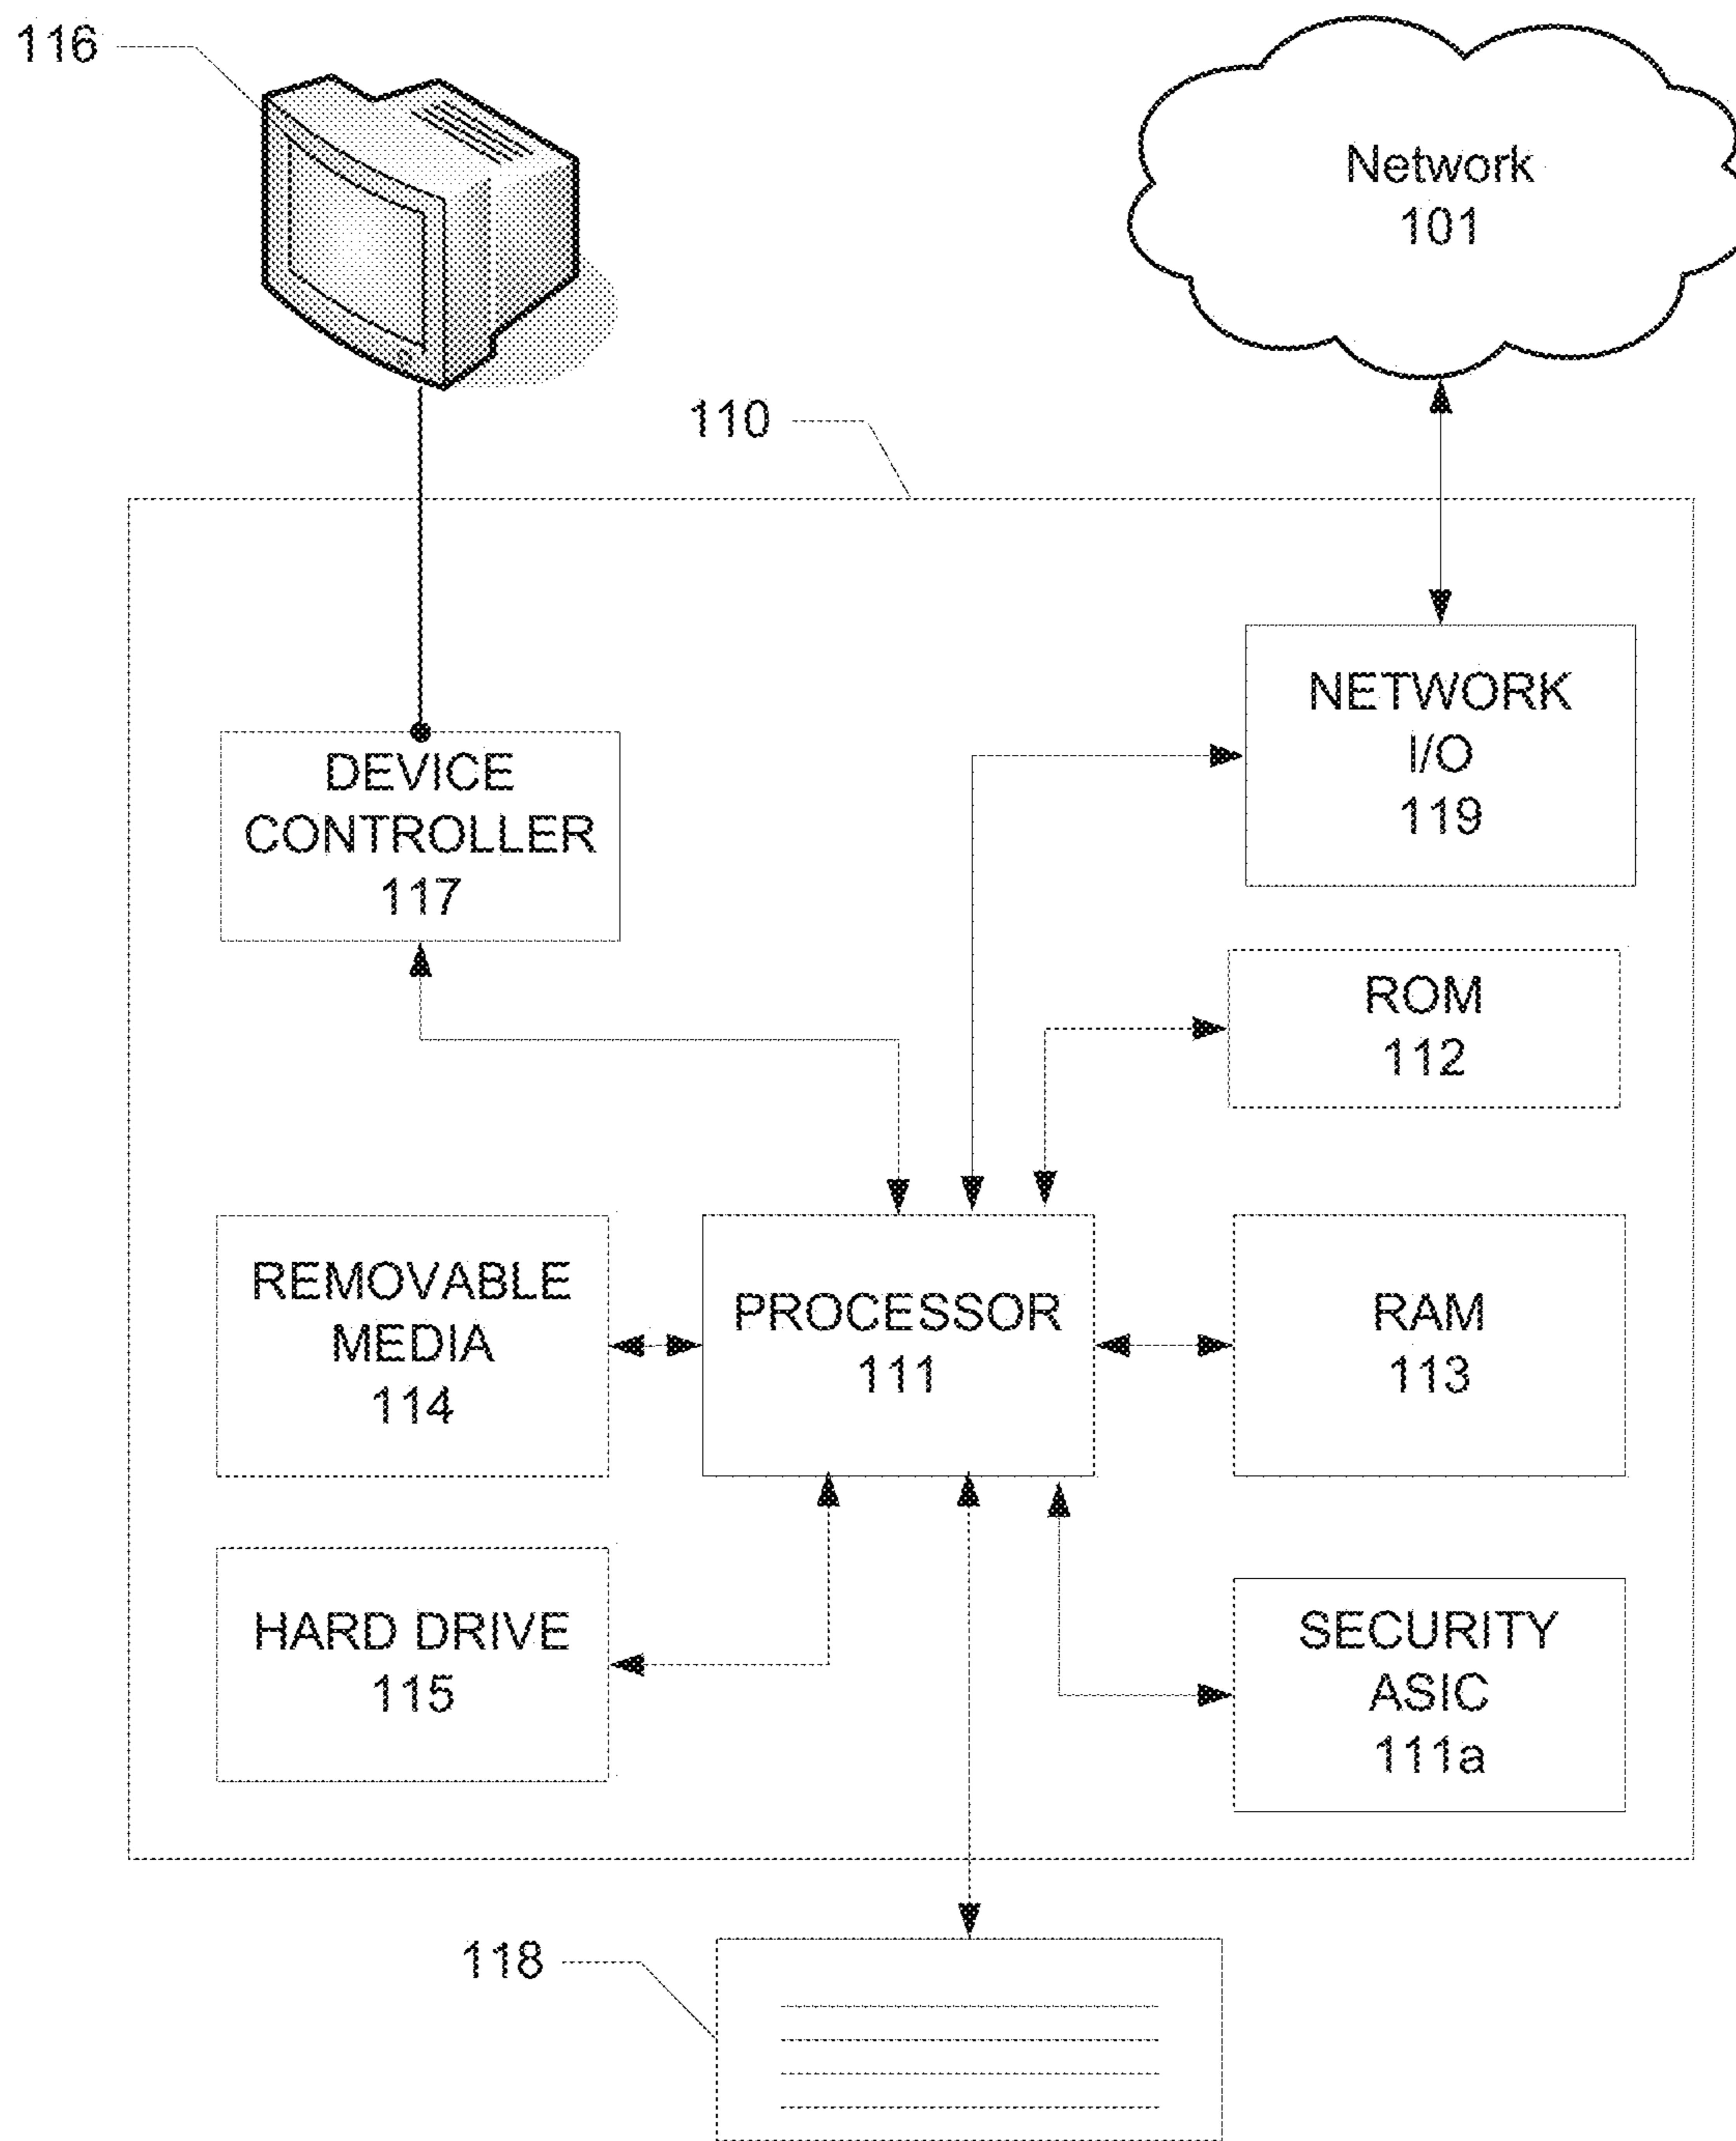 116
Network
101
110
NETWORK
I/O
119
DEVICE
CONTROLLER
117
ROM
112
REMOVABLE
MEDIA
114
PROCESSOR
111
RAM
113
HARD DRIVE
115
SECURITY
ASIC
111a
118